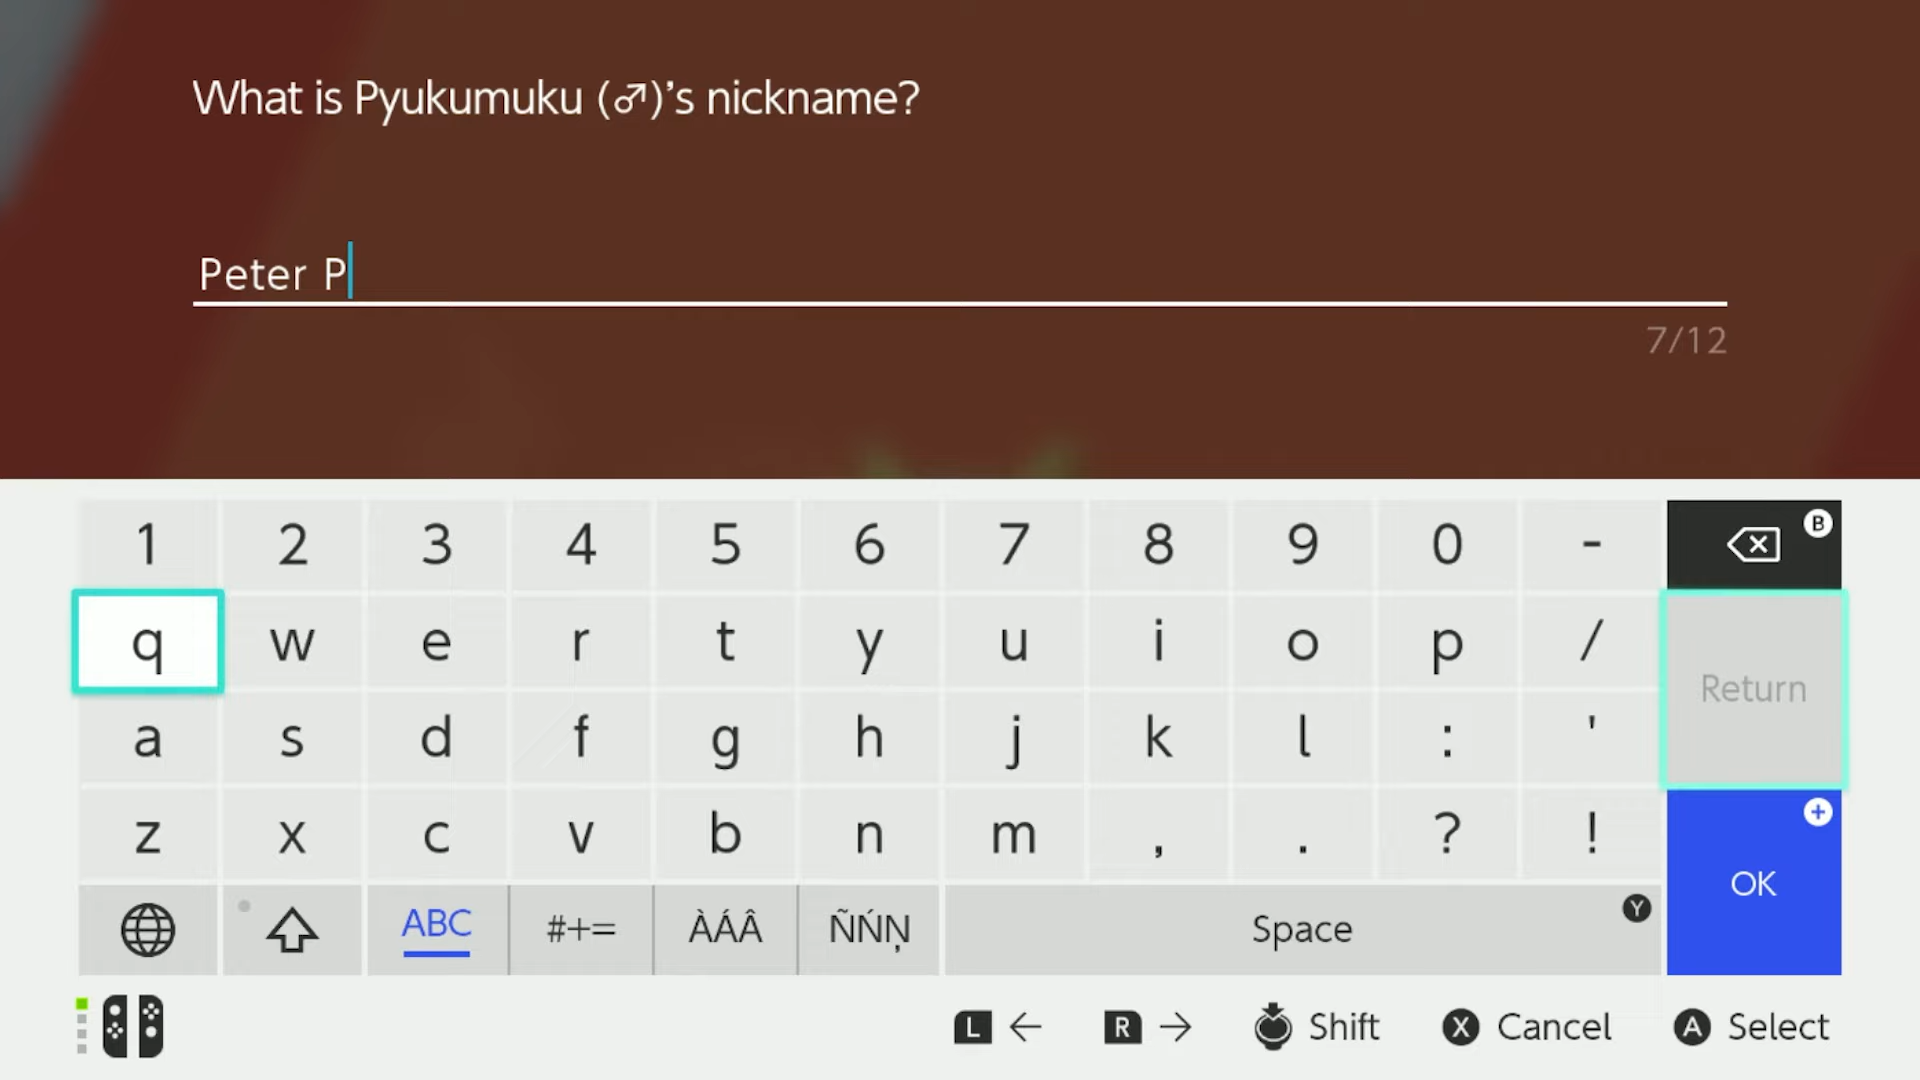 What is Pyukumuku (♂)’s nickname?
Peter P
7/12
1 2 3 4 5 6 7 8 9 0 - B
q w e r t y u i o p / Return
a s d f g h j k l : '
z x c v b n m , . ? ! +
ABC #+= ÀÁÂ ÑŃŅ Space Y OK
L ← R → Shift X Cancel A Select